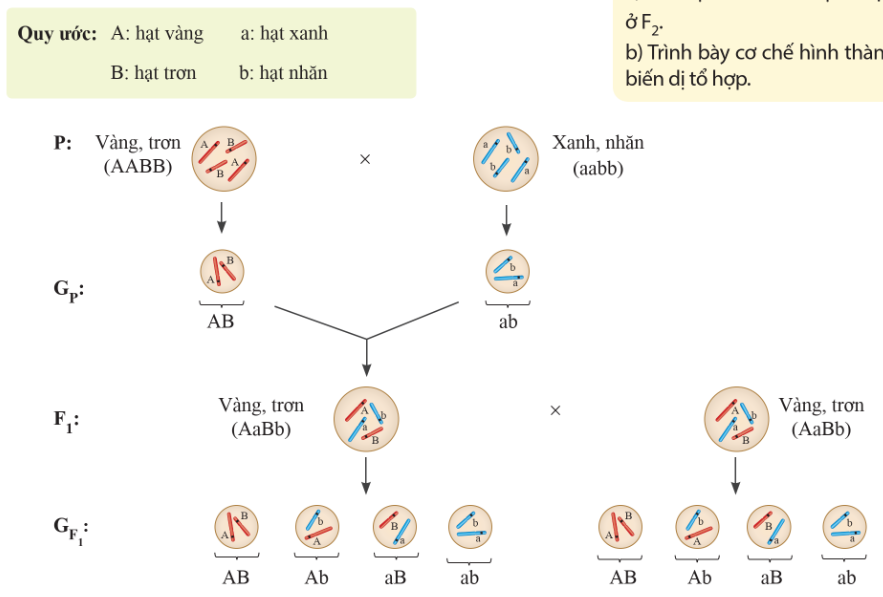 Quy ước: A: hạt vàng a: hạt xanh
B: hạt trơn b: hạt nhăn
ở F₂.
b) Trình bày cơ chế hình
biến dị tổ hợp.
P: Vàng, trơn (AABB) A B B A × a b b a Xanh, nhăn (aabb)
Gₚ: A B b a
AB ab
F₁: Vàng, trơn (AaBb) A b a B × A b a B Vàng, trơn (AaBb)
G_F₁: A B b A B a b a A B b A B a b a
AB Ab aB ab AB Ab aB ab